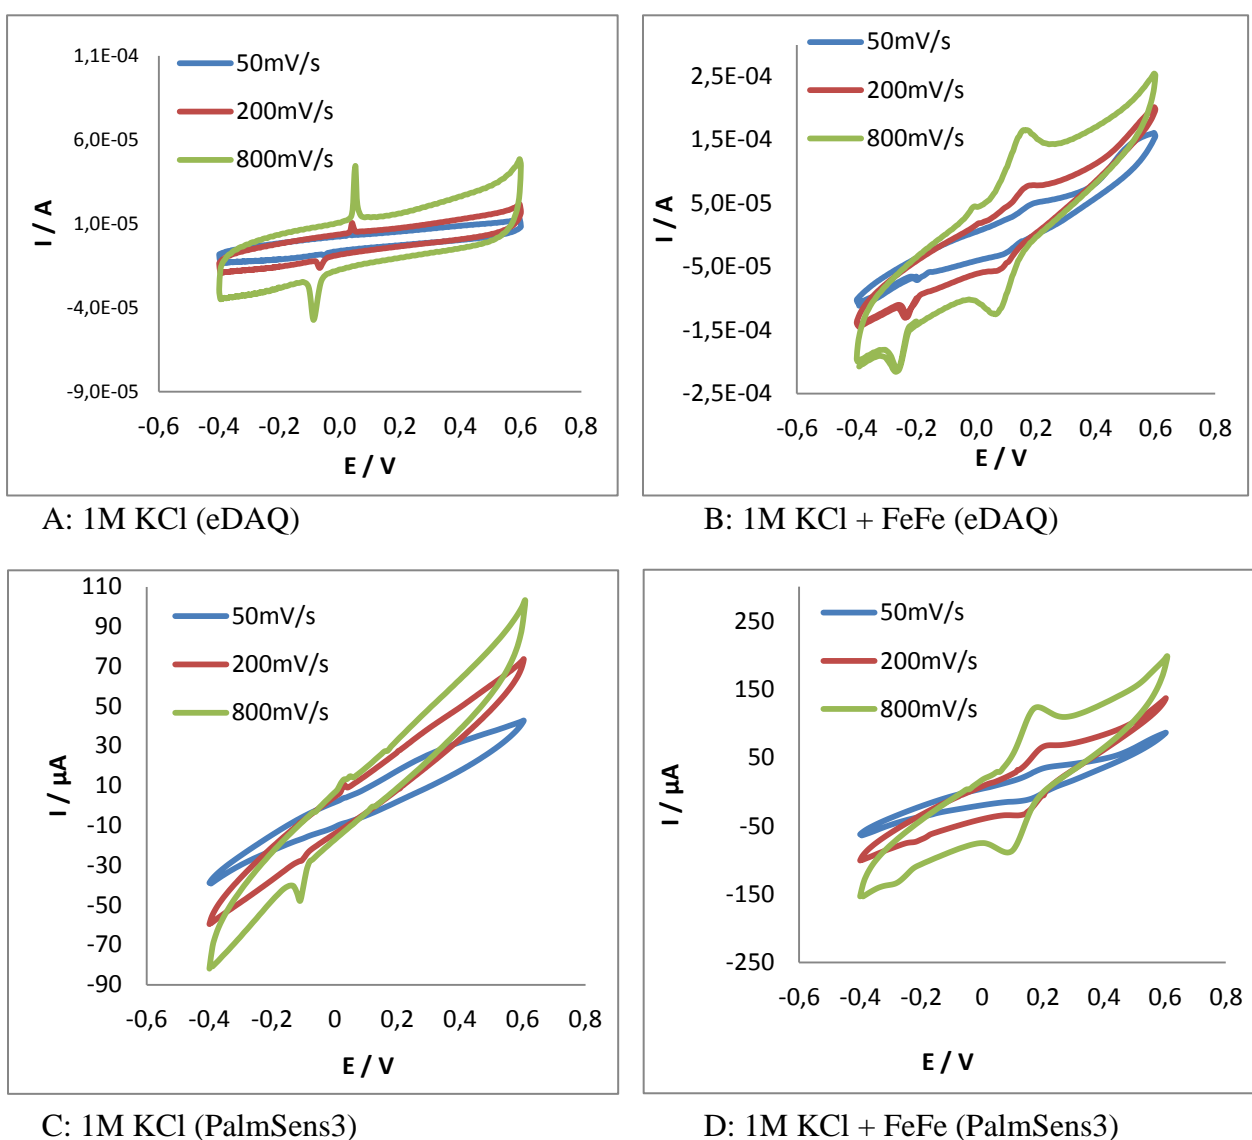 1,1E-04
6,0E-05
1,0E-05
-4,0E-05
-9,0E-05
I / A
50mV/s
200mV/s
800mV/s
-0,6 -0,4 -0,2 0,0 0,2 0,4 0,6 0,8
E / V
A: 1M KCl (eDAQ)
2,5E-04
1,5E-04
5,0E-05
-5,0E-05
-1,5E-04
-2,5E-04
I / A
50mV/s
200mV/s
800mV/s
-0,6 -0,4 -0,2 0,0 0,2 0,4 0,6 0,8
E / V
B: 1M KCl + FeFe (eDAQ)
110
90
70
50
30
10
-10
-30
-50
-70
-90
I / µA
50mV/s
200mV/s
800mV/s
-0,6 -0,4 -0,2 0 0,2 0,4 0,6 0,8
E / V
C: 1M KCl (PalmSens3)
250
150
50
-50
-150
-250
I / µA
50mV/s
200mV/s
800mV/s
-0,6 -0,4 -0,2 0 0,2 0,4 0,6 0,8
E / V
D: 1M KCl + FeFe (PalmSens3)